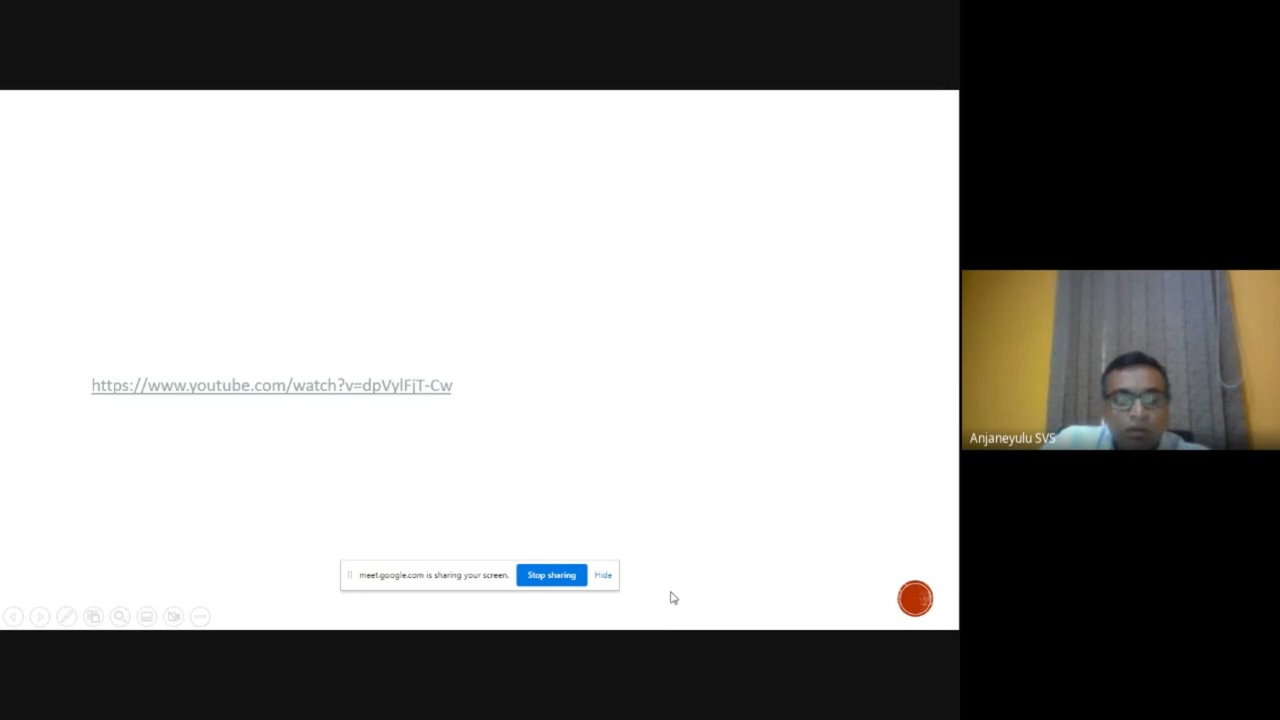 https://www.youtube.com/watch?v=dpVylFjT-Cw
meet.google.com is sharing your screen. Stop sharing Hide
Anjaneyulu SVS